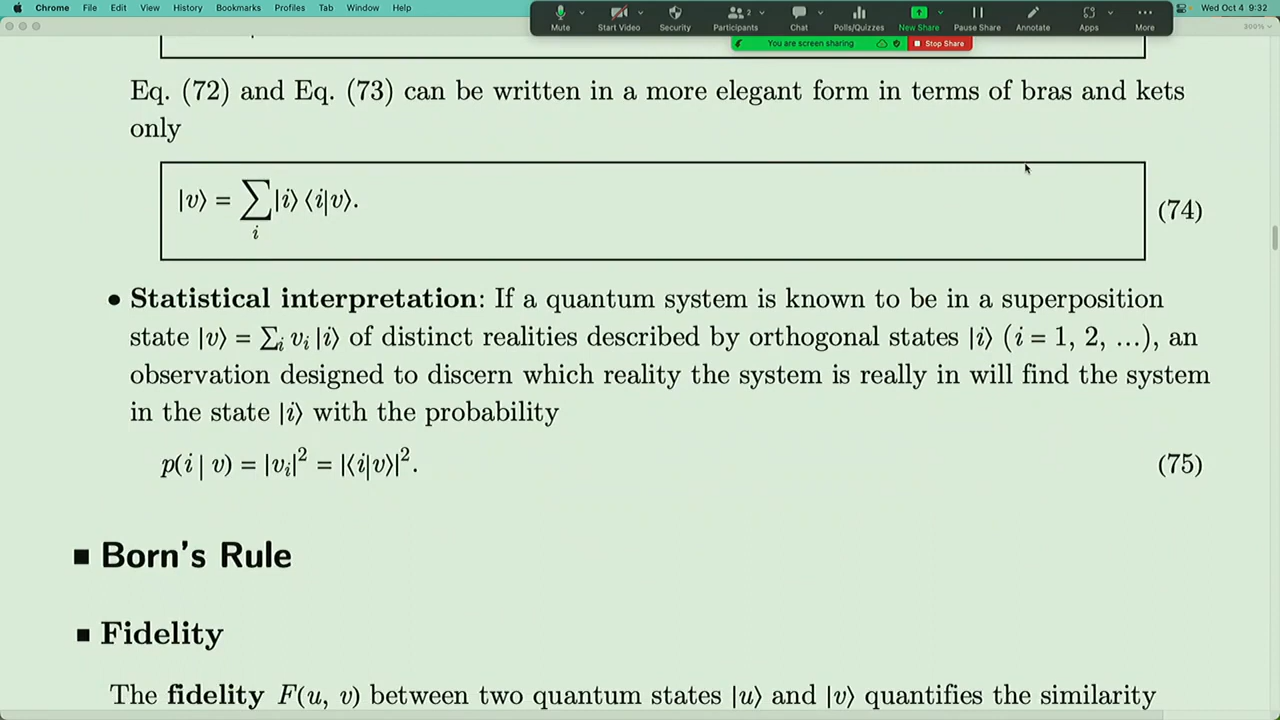 Chrome File Edit View History Bookmarks Profiles Tab Window Help
Wed Oct 4 9:32
Mute Start Video Security Participants 2 Chat Polls/Quizzes New Share Pause Share Annotate Apps More
You are screen sharing Stop Share
300%
Eq. (72) and Eq. (73) can be written in a more elegant form in terms of bras and kets
only
|v⟩ = ∑_i |i⟩ ⟨i|v⟩. (74)
• Statistical interpretation: If a quantum system is known to be in a superposition
state |v⟩ = ∑_i v_i |i⟩ of distinct realities described by orthogonal states |i⟩ (i = 1, 2, ...), an
observation designed to discern which reality the system is really in will find the system
in the state |i⟩ with the probability
p(i | v) = |v_i|² = |⟨i|v⟩|². (75)
■ Born's Rule
■ Fidelity
The fidelity F(u, v) between two quantum states |u⟩ and |v⟩ quantifies the similarity